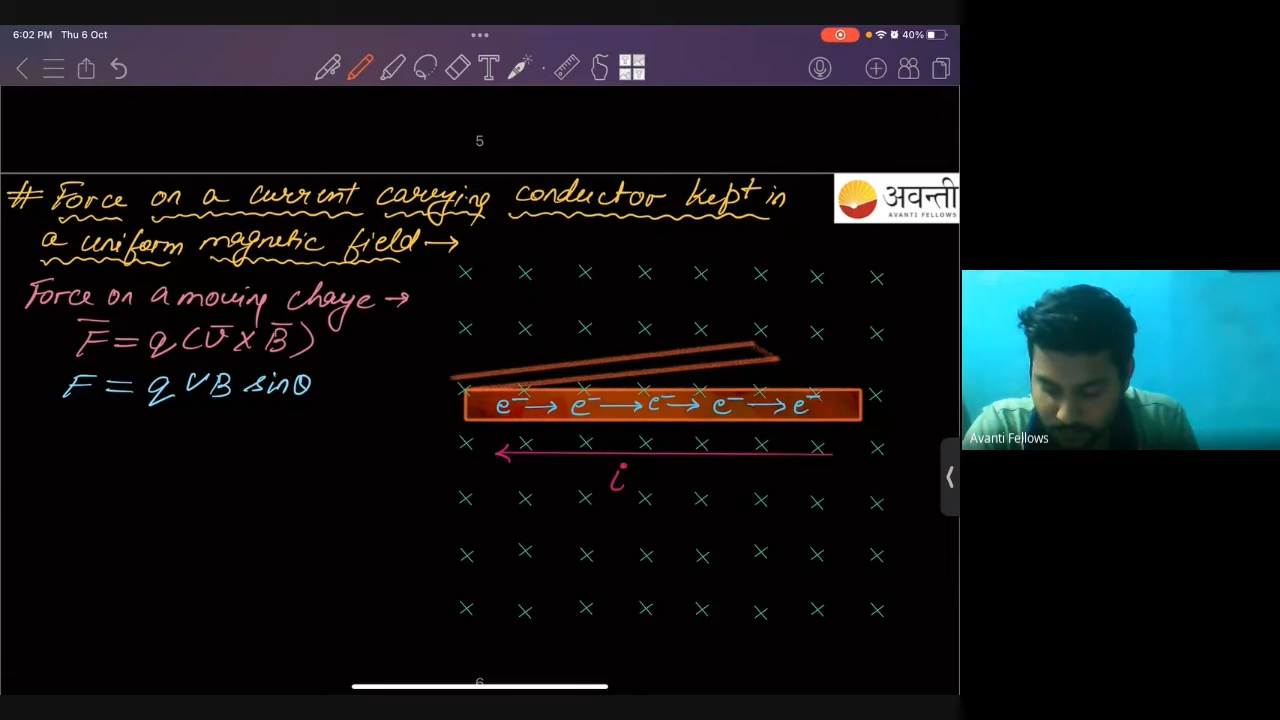 6:02 PM Thu 6 Oct
40%
5
# Force on a current carrying conductor kept in
a uniform magnetic field →
अवन्ती
AVANTI FELLOWS
Force on a moving charge →
F̅ = q(v̅ × B̅)
F = qVB sinθ
e⁻ → e⁻ → e⁻ → e⁻ → e⁻
i
6
Avanti Fellows